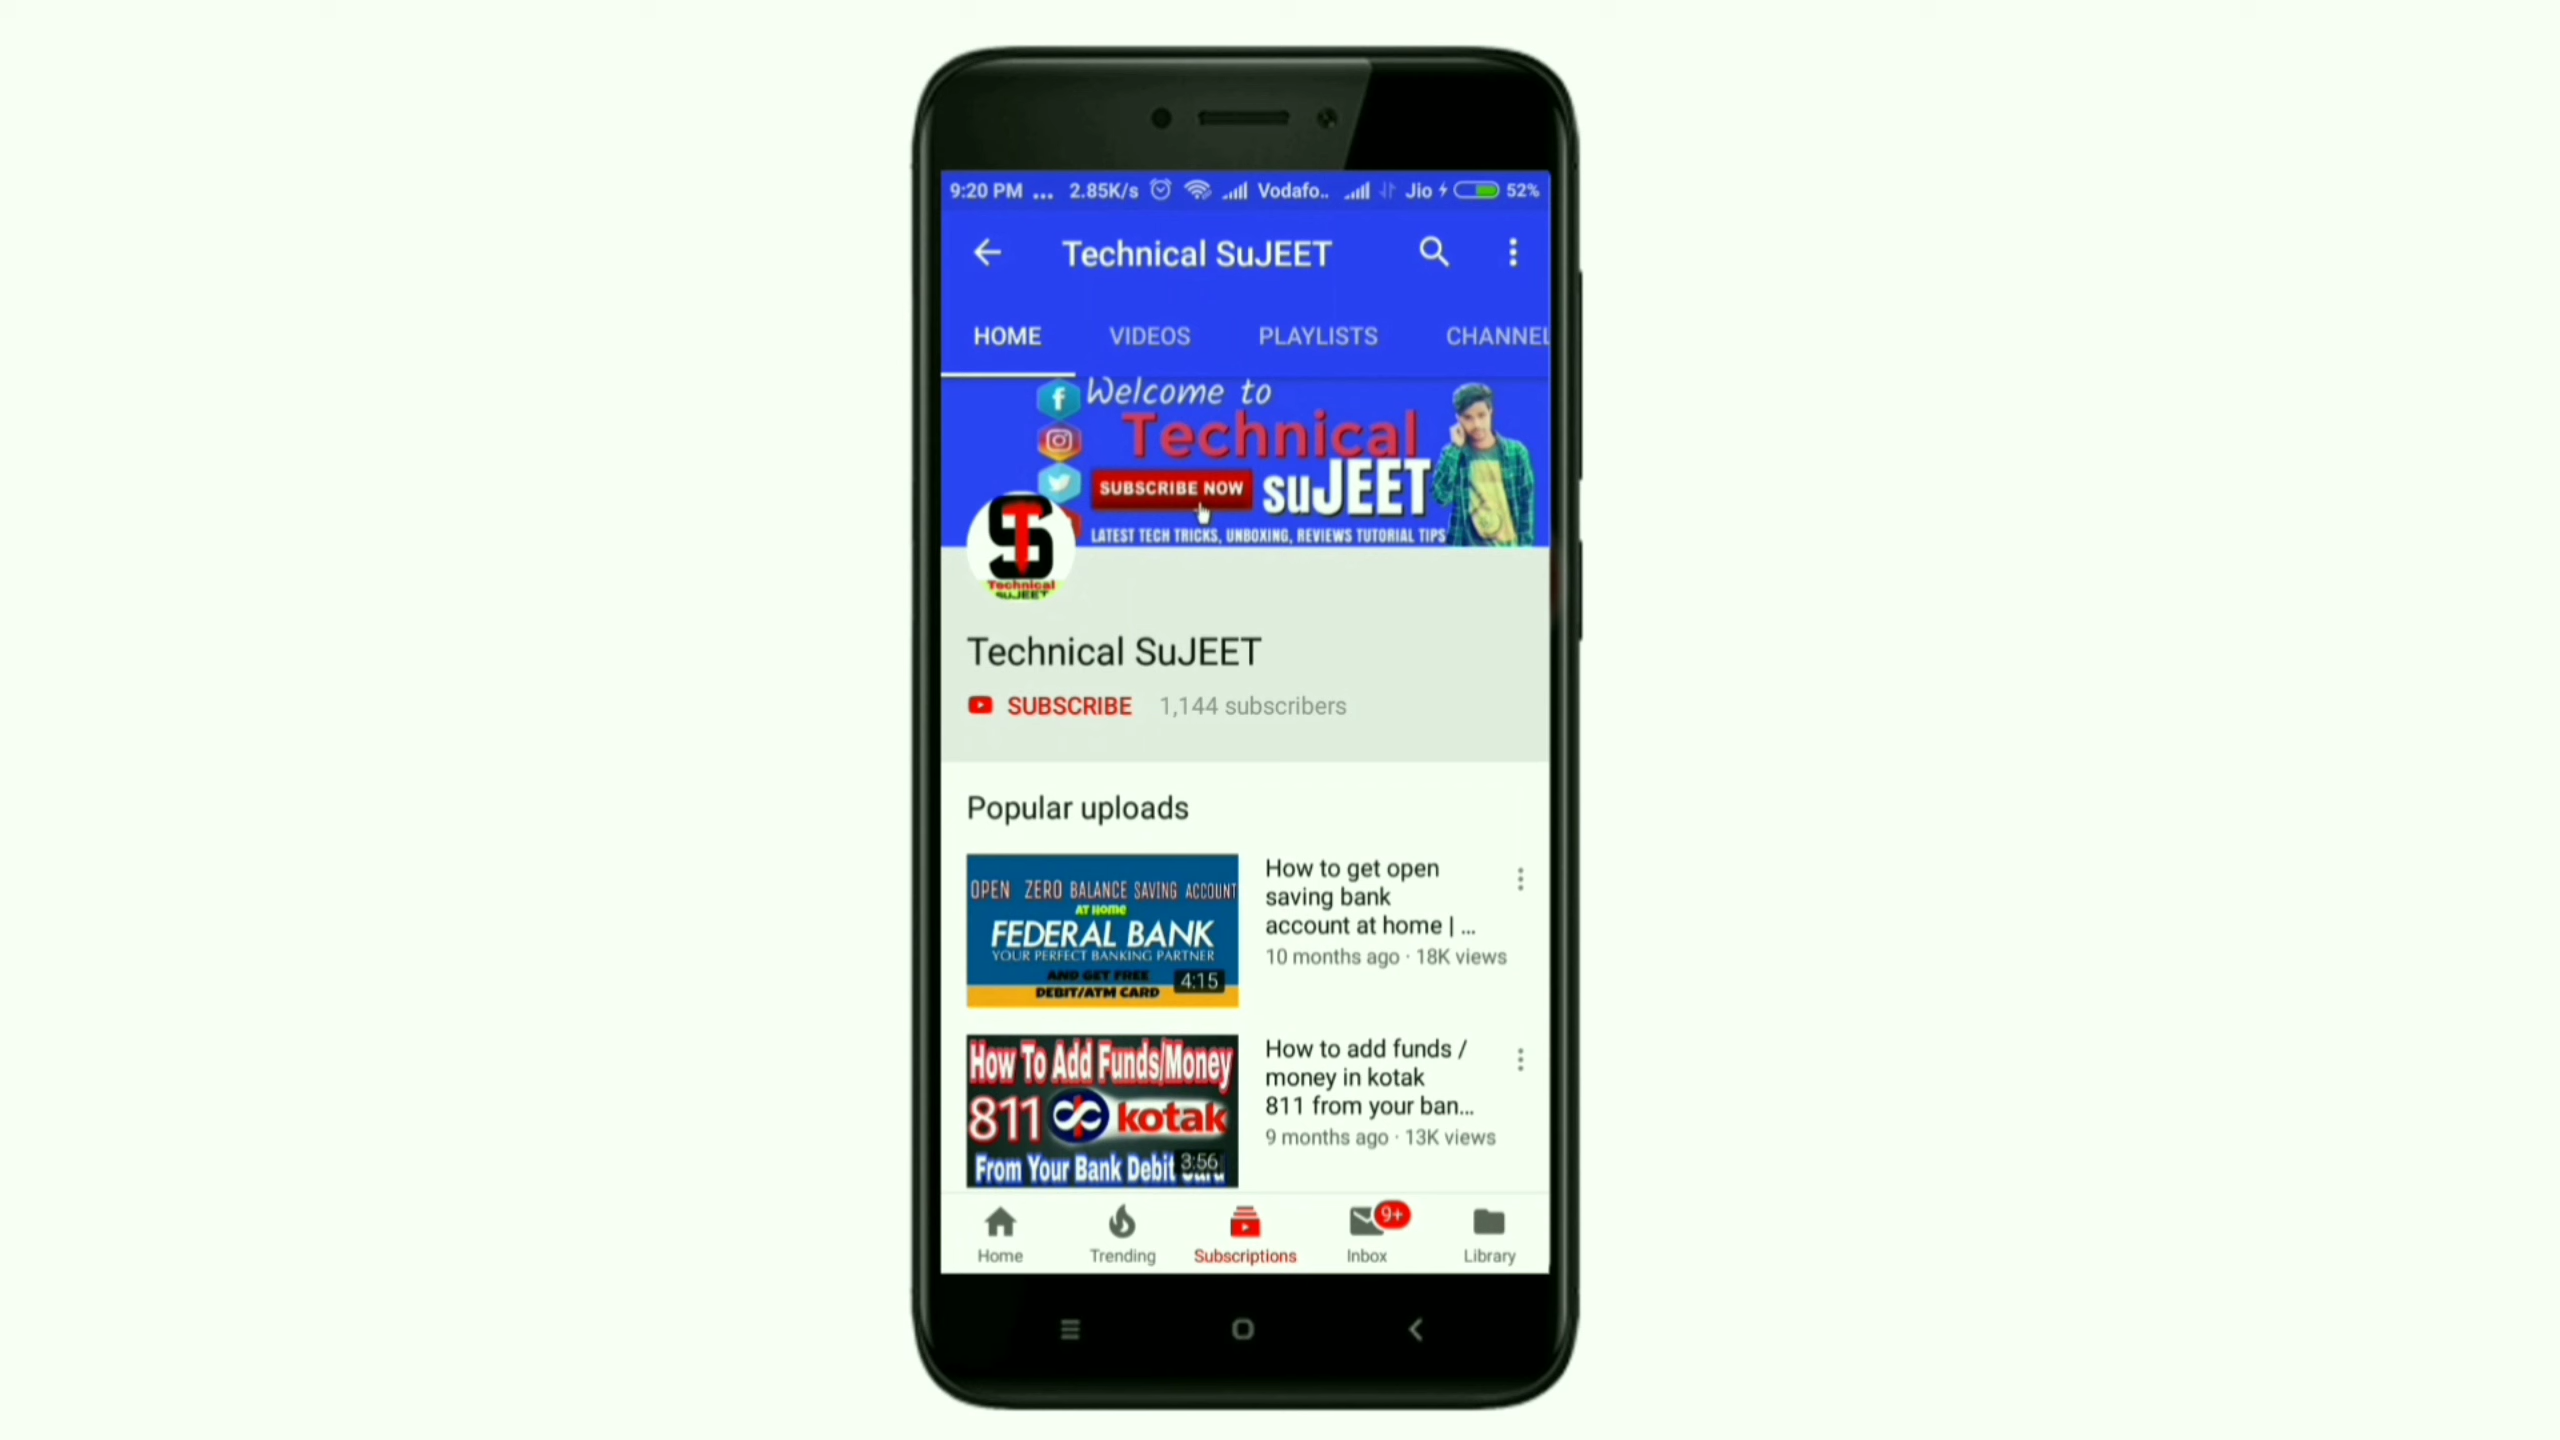 9:20 PM ... 2.85K/s Vodafo.. Jio 52%
Technical SuJEET
HOME VIDEOS PLAYLISTS CHANNEL
Welcome to
Technical
SUBSCRIBE NOW suJEET
LATEST TECH TRICKS, UNBOXING, REVIEWS TUTORIAL TIPS
ST
Technical
suJEET
Technical SuJEET
SUBSCRIBE 1,144 subscribers
Popular uploads
OPEN ZERO BALANCE SAVING ACCOUNT
AT Home
FEDERAL BANK
YOUR PERFECT BANKING PARTNER
AND GET FREE
DEBIT/ATM CARD
4:15
How to get open
saving bank
account at home | ...
10 months ago · 18K views
How To Add Funds/Money
811 kotak
From Your Bank Debit Card
3:56
How to add funds /
money in kotak
811 from your ban...
9 months ago · 13K views
9+
Home Trending Subscriptions Inbox Library